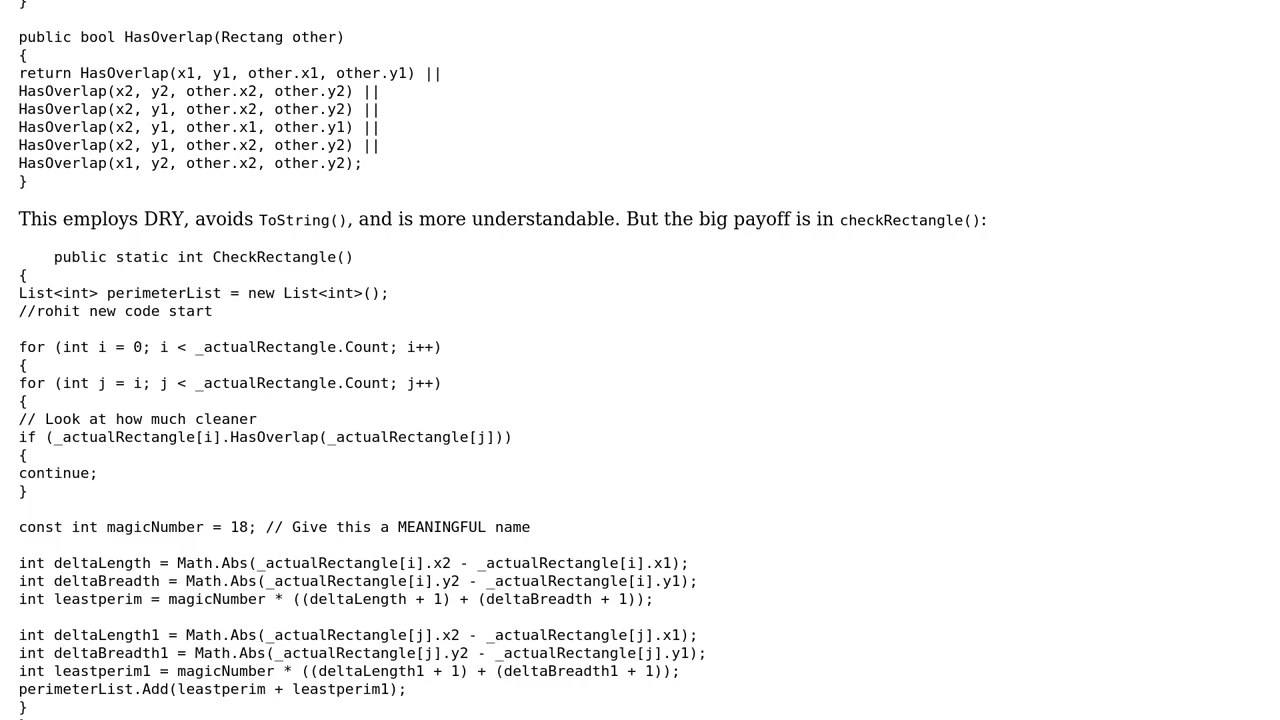 }
public bool HasOverlap(Rectang other)
{
return HasOverlap(x1, y1, other.x1, other.y1) ||
HasOverlap(x2, y2, other.x2, other.y2) ||
HasOverlap(x2, y1, other.x2, other.y2) ||
HasOverlap(x2, y1, other.x1, other.y1) ||
HasOverlap(x2, y1, other.x2, other.y2) ||
HasOverlap(x1, y2, other.x2, other.y2);
}
This employs DRY, avoids ToString(), and is more understandable. But the big payoff is in checkRectangle():
public static int CheckRectangle()
{
List<int> perimeterList = new List<int>();
//rohit new code start
for (int i = 0; i < _actualRectangle.Count; i++)
{
for (int j = i; j < _actualRectangle.Count; j++)
{
// Look at how much cleaner
if (_actualRectangle[i].HasOverlap(_actualRectangle[j]))
{
continue;
}
const int magicNumber = 18; // Give this a MEANINGFUL name
int deltaLength = Math.Abs(_actualRectangle[i].x2 - _actualRectangle[i].x1);
int deltaBreadth = Math.Abs(_actualRectangle[i].y2 - _actualRectangle[i].y1);
int leastperim = magicNumber * ((deltaLength + 1) + (deltaBreadth + 1));
int deltaLength1 = Math.Abs(_actualRectangle[j].x2 - _actualRectangle[j].x1);
int deltaBreadth1 = Math.Abs(_actualRectangle[j].y2 - _actualRectangle[j].y1);
int leastperim1 = magicNumber * ((deltaLength1 + 1) + (deltaBreadth1 + 1));
perimeterList.Add(leastperim + leastperim1);
}